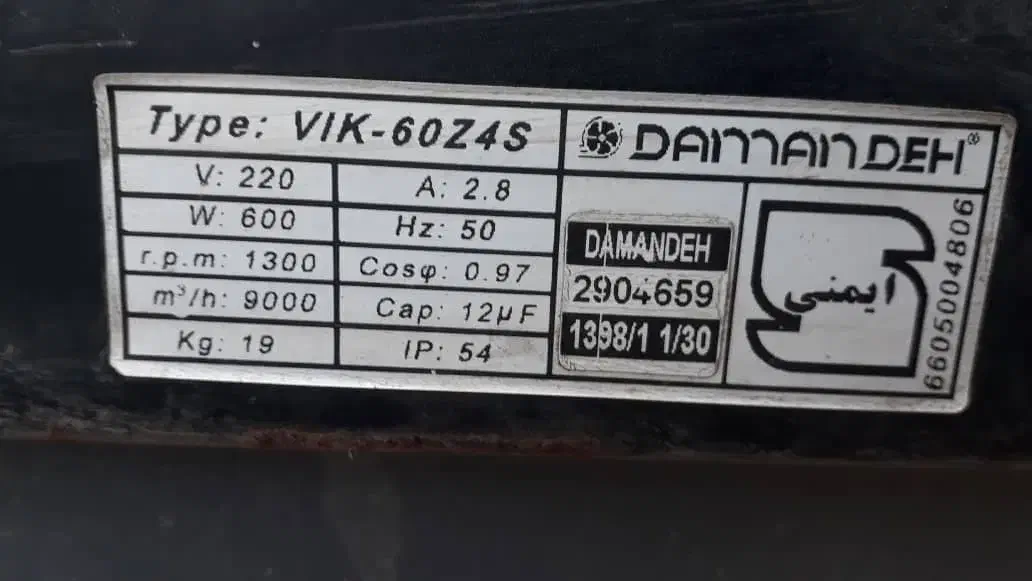 Type: VIK-60Z4S
DAMANDEH®
V: 220
A: 2.8
W: 600
Hz: 50
r.p.m: 1300
Cosφ: 0.97
m³/h: 9000
Cap: 12μF
Kg: 19
IP: 54
DAMANDEH
2904659
1398/1 1/30
ایمنی
6605004806